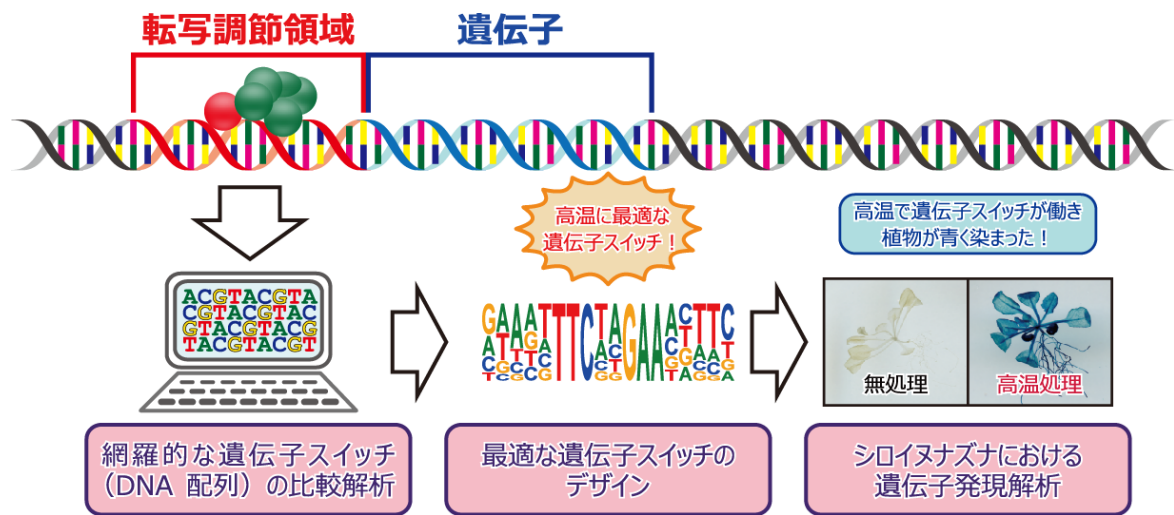 転写調節領域
遺伝子
高温に最適な
遺伝子スイッチ！
高温で遺伝子スイッチが働き
植物が青く染まった！
ACGTACGTA
CGTACGTAC
GTACGTACG
TACGTACGT
無処理
高温処理
網羅的な遺伝子スイッチ
（DNA 配列）の比較解析
最適な遺伝子スイッチの
デザイン
シロイヌナズナにおける
遺伝子発現解析